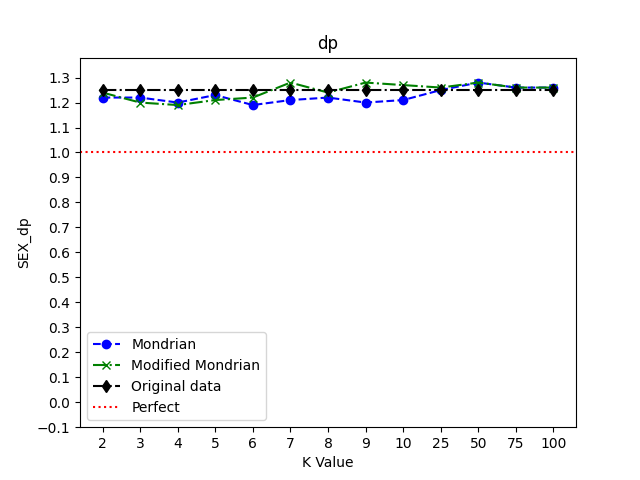 dp
SEX_dp
1.3
1.2
1.1
1.0
0.9
0.8
0.7
0.6
0.5
0.4
0.3
0.2
0.1
0.0
−0.1
Mondrian
Modified Mondrian
Original data
Perfect
2 3 4 5 6 7 8 9 10 25 50 75 100
K Value